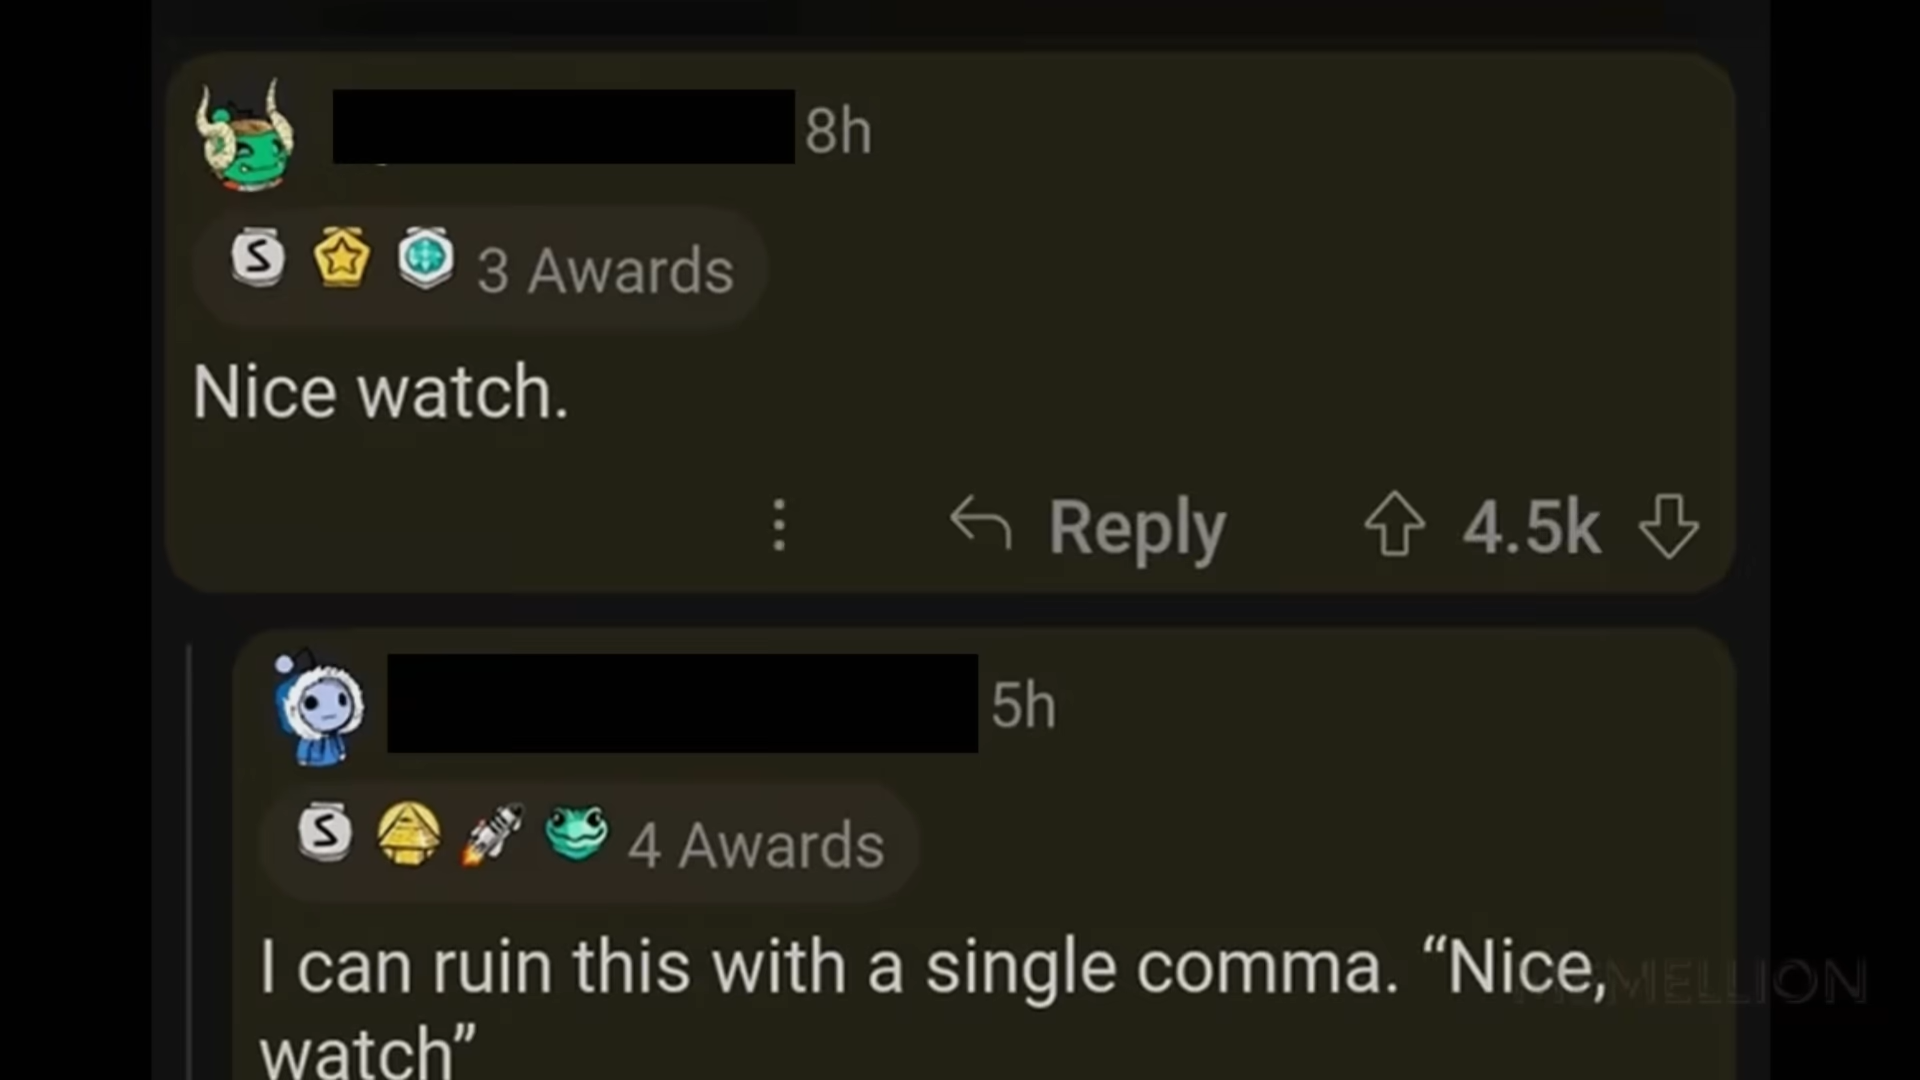 8h
3 Awards
Nice watch.
Reply 4.5k
5h
4 Awards
I can ruin this with a single comma. “Nice,
watch”